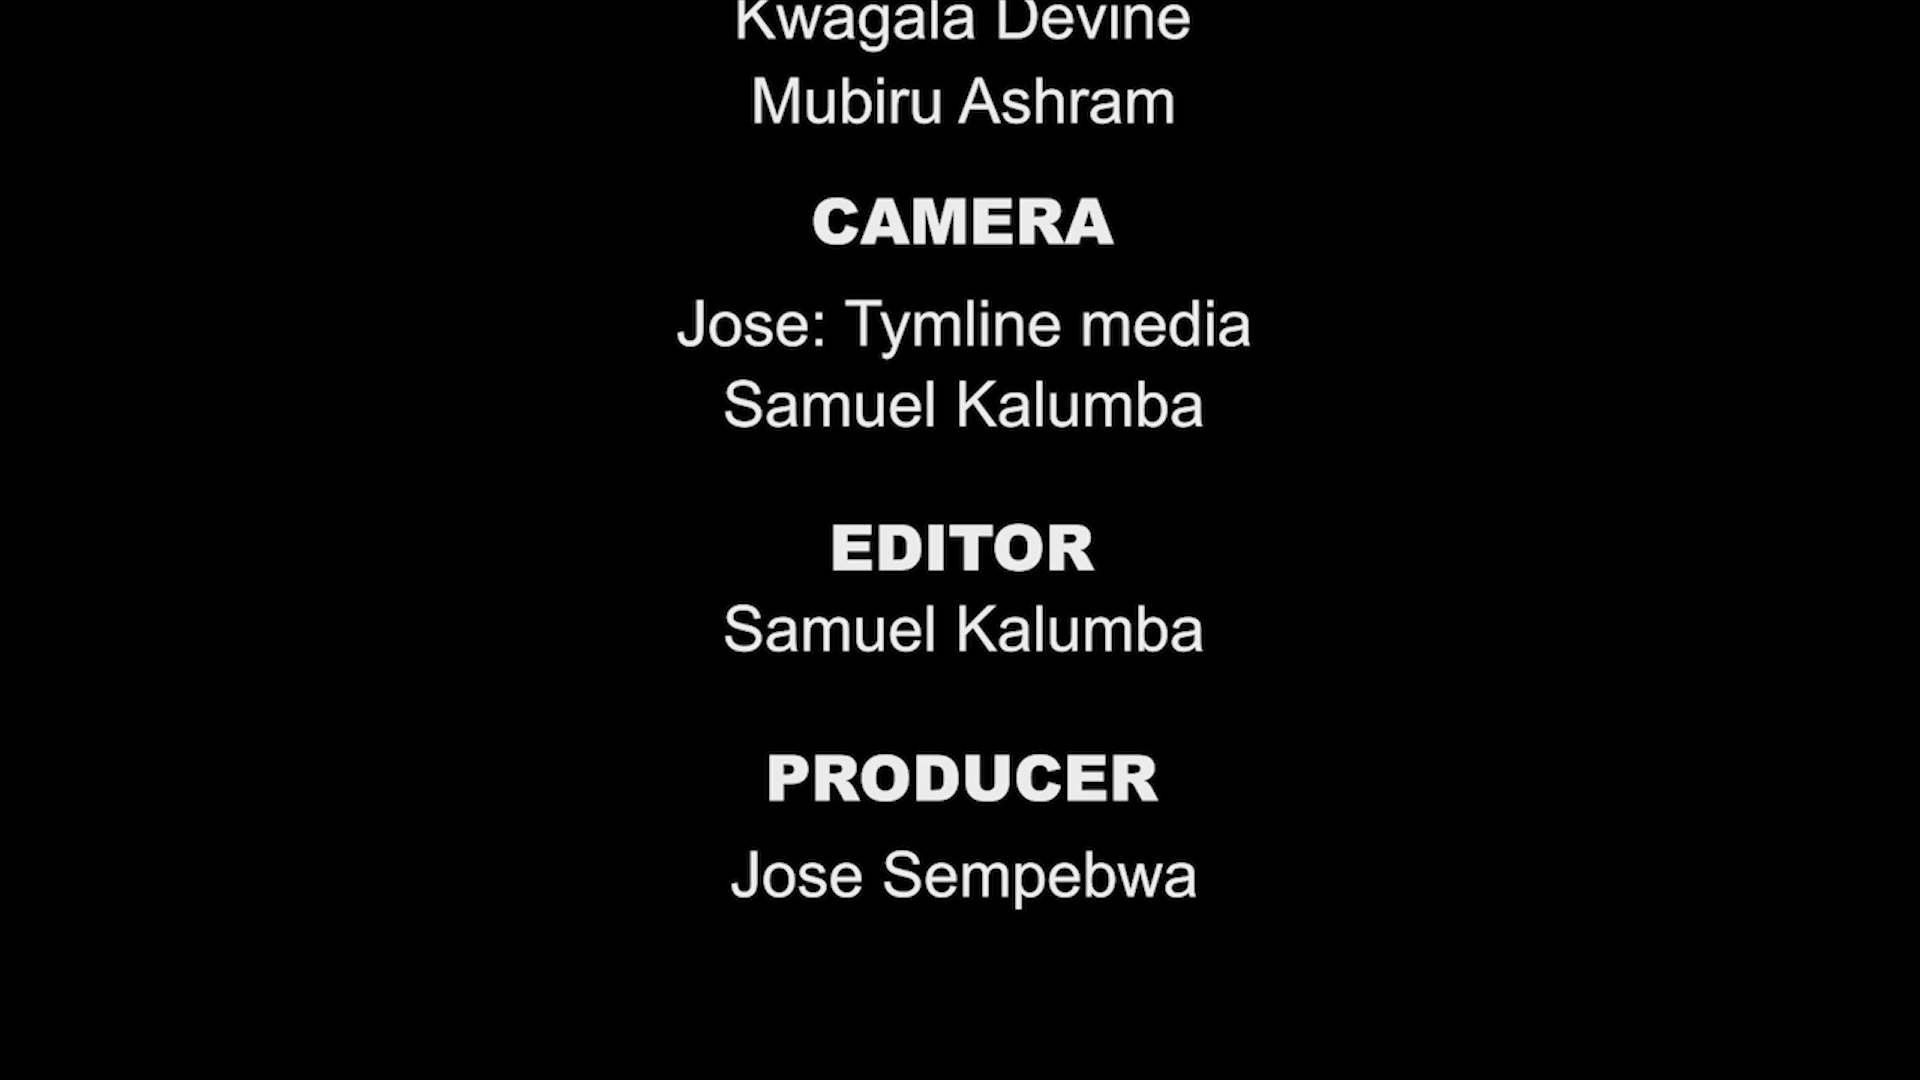 Kwagala Devine
Mubiru Ashram
CAMERA
Jose: Tymline media
Samuel Kalumba
EDITOR
Samuel Kalumba
PRODUCER
Jose Sempebwa